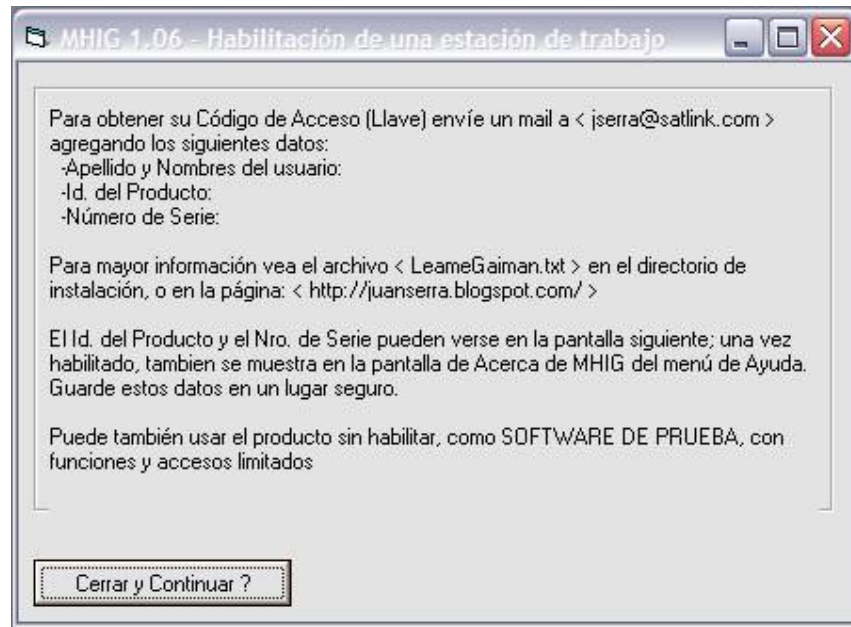 MHIG 1.06 - Habilitación de una estación de trabajo
Para obtener su Código de Acceso (Llave) envíe un mail a < jserra@satlink.com >
agregando los siguientes datos:
-Apellido y Nombres del usuario:
-Id. del Producto:
-Número de Serie:
Para mayor información vea el archivo < LeameGaiman.txt > en el directorio de
instalación, o en la página: < http://juanserra.blogspot.com/ >
El Id. del Producto y el Nro. de Serie pueden verse en la pantalla siguiente; una vez
habilitado, tambien se muestra en la pantalla de Acerca de MHIG del menú de Ayuda.
Guarde estos datos en un lugar seguro.
Puede también usar el producto sin habilitar, como SOFTWARE DE PRUEBA, con
funciones y accesos limitados
Cerrar y Continuar ?